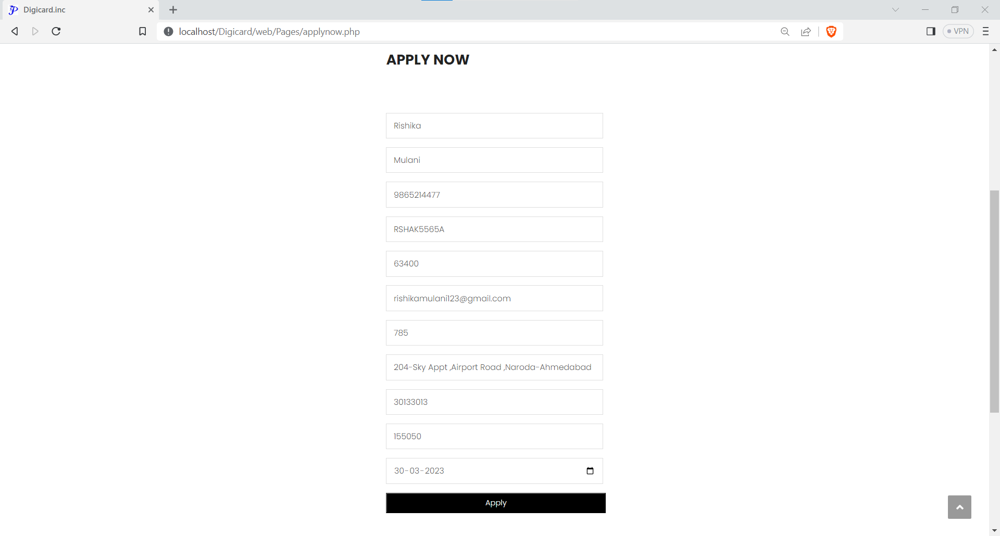 Digicard.inc
localhost/Digicard/web/Pages/applynow.php
VPN
APPLY NOW
Rishika
Mulani
9865214477
RSHAK5565A
63400
rishikamulani123@gmail.com
785
204-Sky Appt ,Airport Road ,Naroda-Ahmedabad
30133013
155050
30-03-2023
Apply